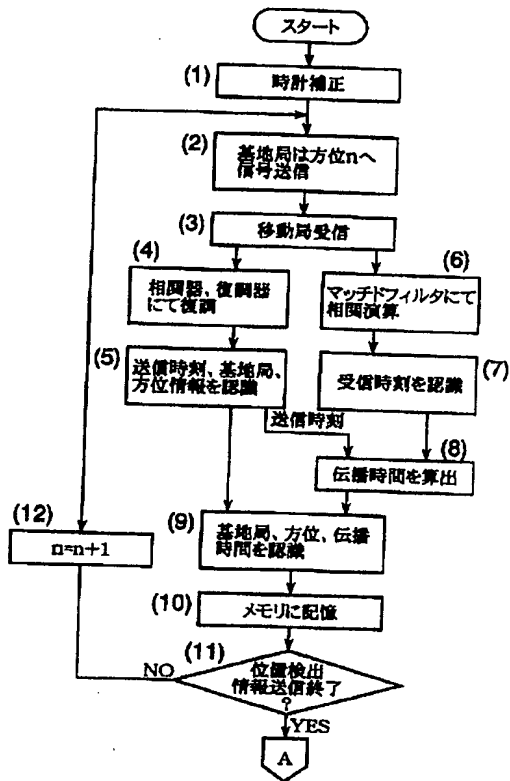 スタート
(1)
時計補正
(2)
基地局は方位nへ
信号送信
(3)
移動局受信
(4)
相関器、復調器
にて復調
(5)
送信時刻、基地局、
方位情報を認識
(6)
マッチドフィルタにて
相関演算
(7)
受信時刻を認識
送信時刻
(8)
伝播時間を算出
(9)
基地局、方位、伝播
時間を認識
(10)
メモリに記憶
(11)
位置検出
情報送信終了
?
NO
YES
(12)
n=n+1
A